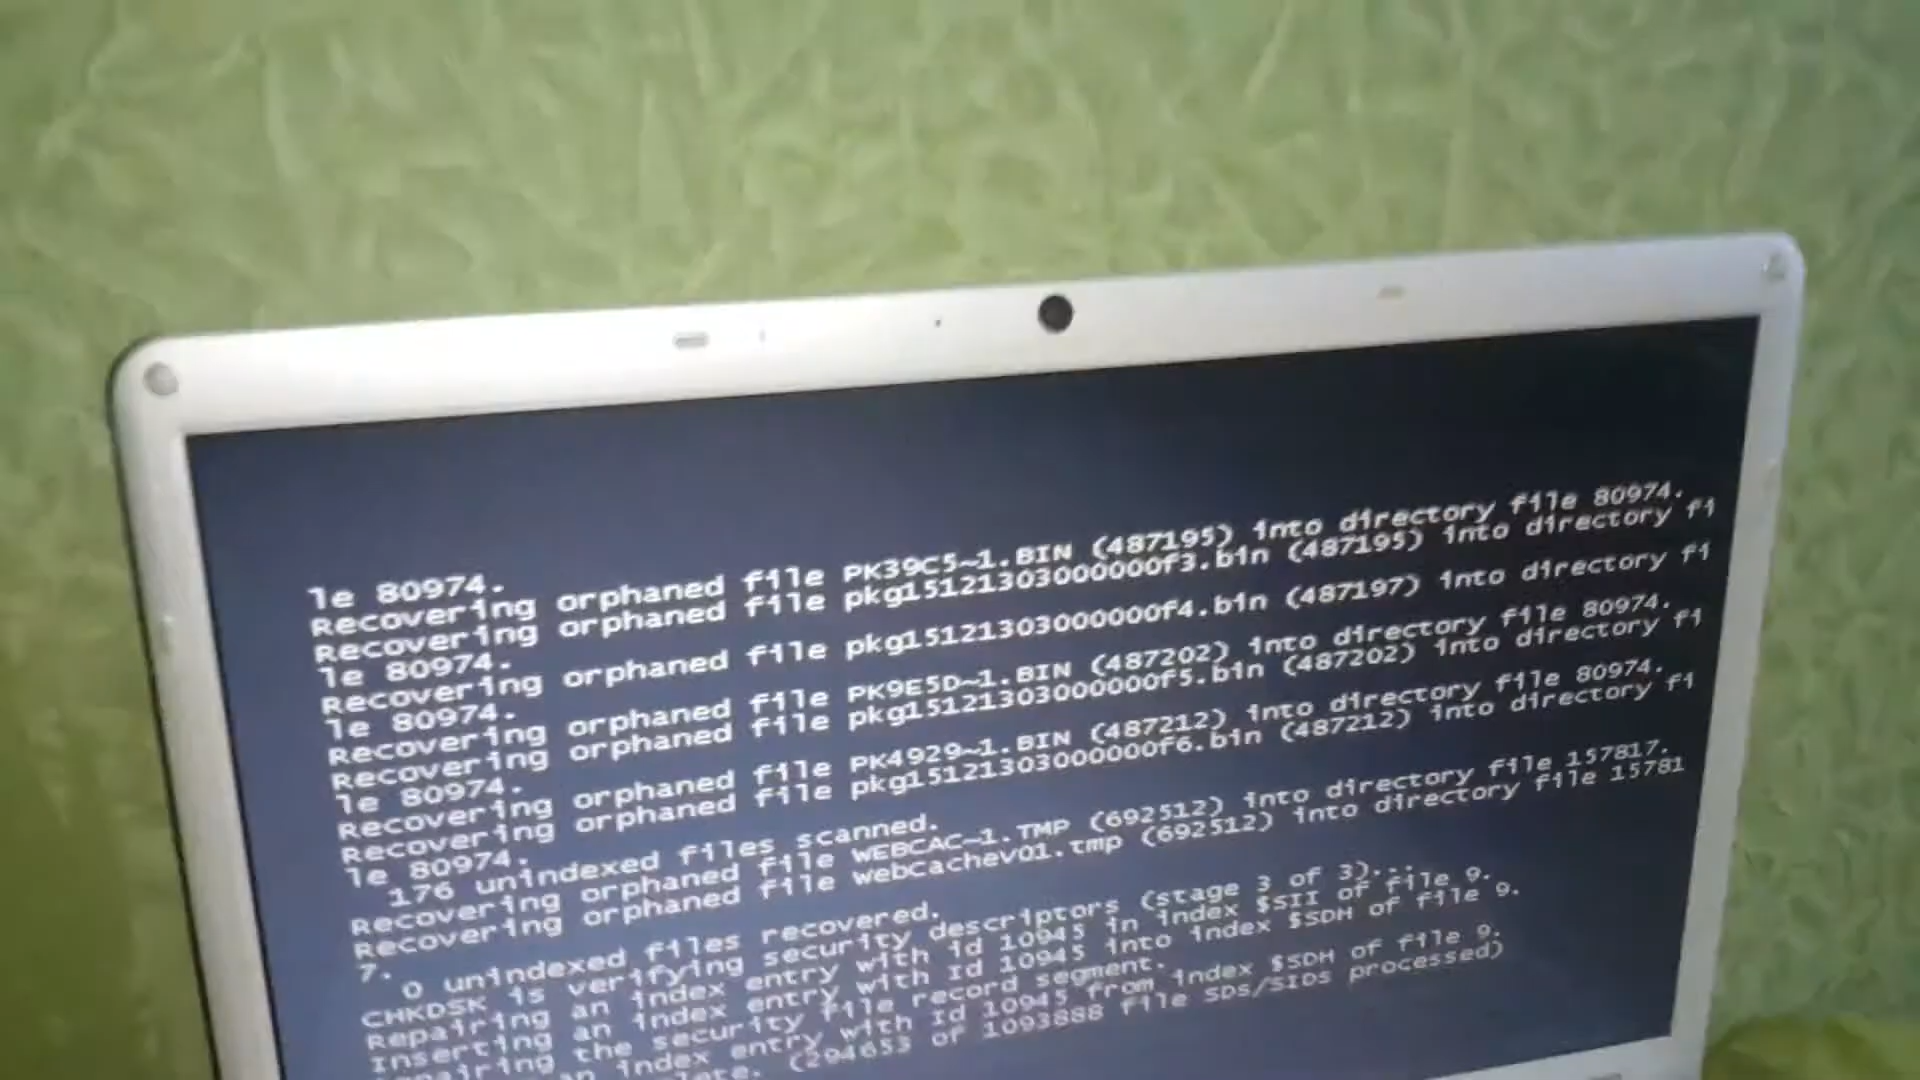 le 80974.
Recovering orphaned file PK39C5~1.BIN (487195) into directory file 80974.
Recovering orphaned file pkg15121303000000f3.bin (487195) into directory fi
le 80974.
Recovering orphaned file pkg15121303000000f4.bin (487197) into directory fi
le 80974.
Recovering orphaned file PK9E5D~1.BIN (487202) into directory file 80974.
Recovering orphaned file pkg15121303000000f5.bin (487202) into directory fi
le 80974.
Recovering orphaned file PK4929~1.BIN (487212) into directory file 80974.
Recovering orphaned file pkg15121303000000f6.bin (487212) into directory fi
le 80974.
176 unindexed files scanned.
Recovering orphaned file WEBCAC~1.TMP (692512) into directory file 157817.
Recovering orphaned file WebCacheV01.tmp (692512) into directory file 15781
7.
0 unindexed files recovered.
CHKDSK is verifying security descriptors (stage 3 of 3)...
Repairing an index entry with id 10945 in index $SII of file 9.
Inserting an index entry with id 10945 into index $SDH of file 9.
Repairing the security file record segment.
an index entry with id 10945 from index $SDH of file 9.
(294653 of 1093888 file SDs/SIDs processed)